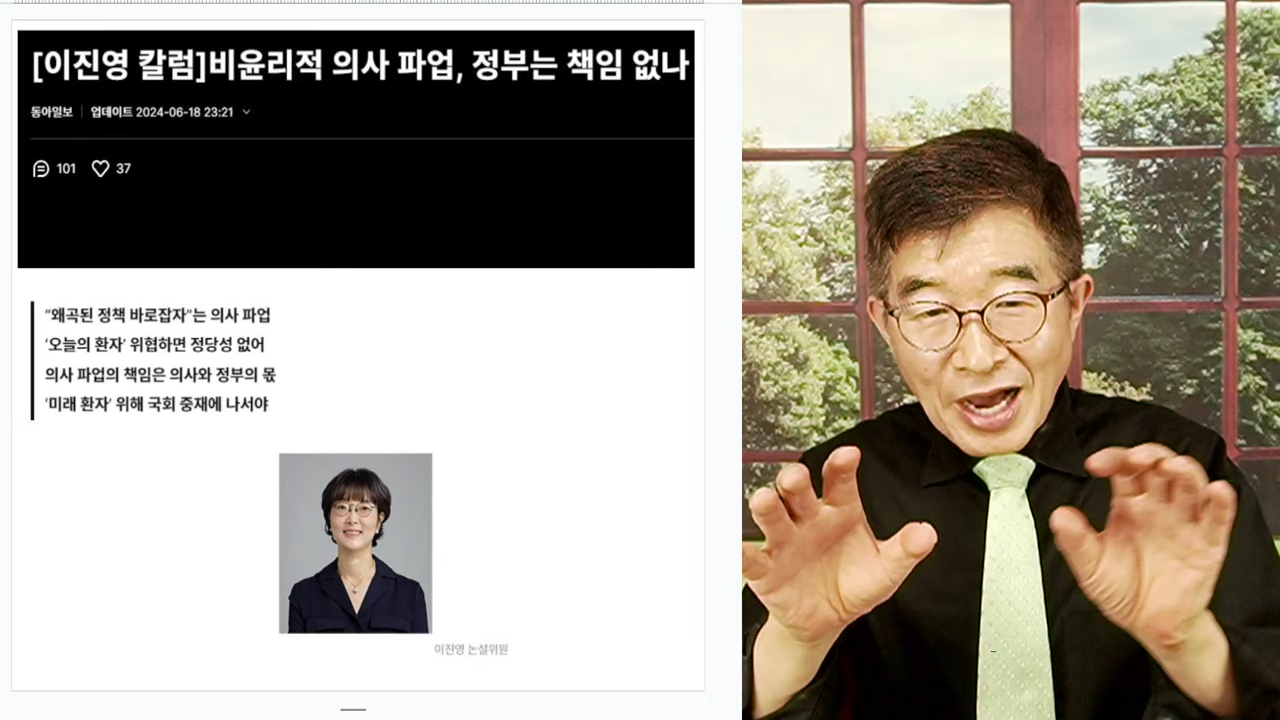 [이진영 칼럼]비윤리적 의사 파업, 정부는 책임 없나
동아일보 업데이트 2024-06-18 23:21
101 37
“왜곡된 정책 바로잡자”는 의사 파업
‘오늘의 환자’ 위협하면 정당성 없어
의사 파업의 책임은 의사와 정부의 몫
‘미래 환자’ 위해 국회 중재에 나서야
이진영 논설위원